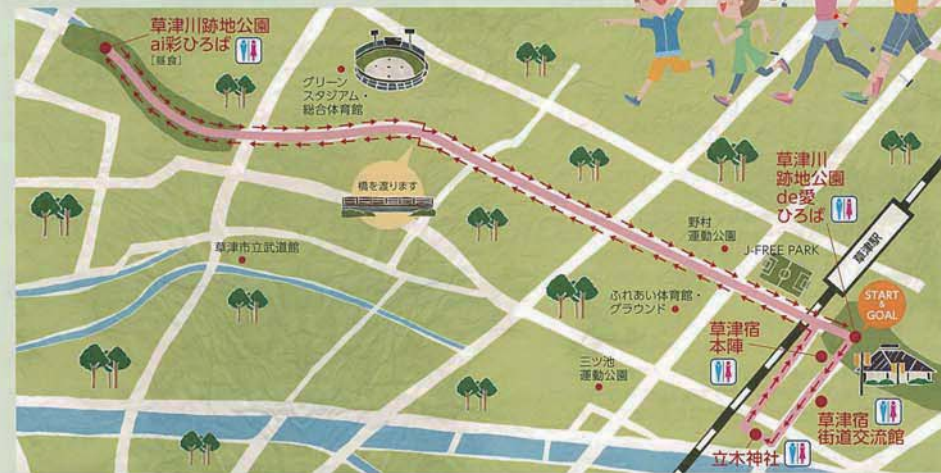 草津川跡地公園
ai彩ひろば
[昼食]
グリーン
スタジアム・
総合体育館
橋を渡ります
草津市立武道館
草津川
跡地公園
de愛
ひろば
野村
運動公園
J-FREE PARK
草津駅
START
&
GOAL
ふれあい体育館・
グラウンド
草津宿
本陣
三ツ池
運動公園
草津宿
街道交流館
立木神社